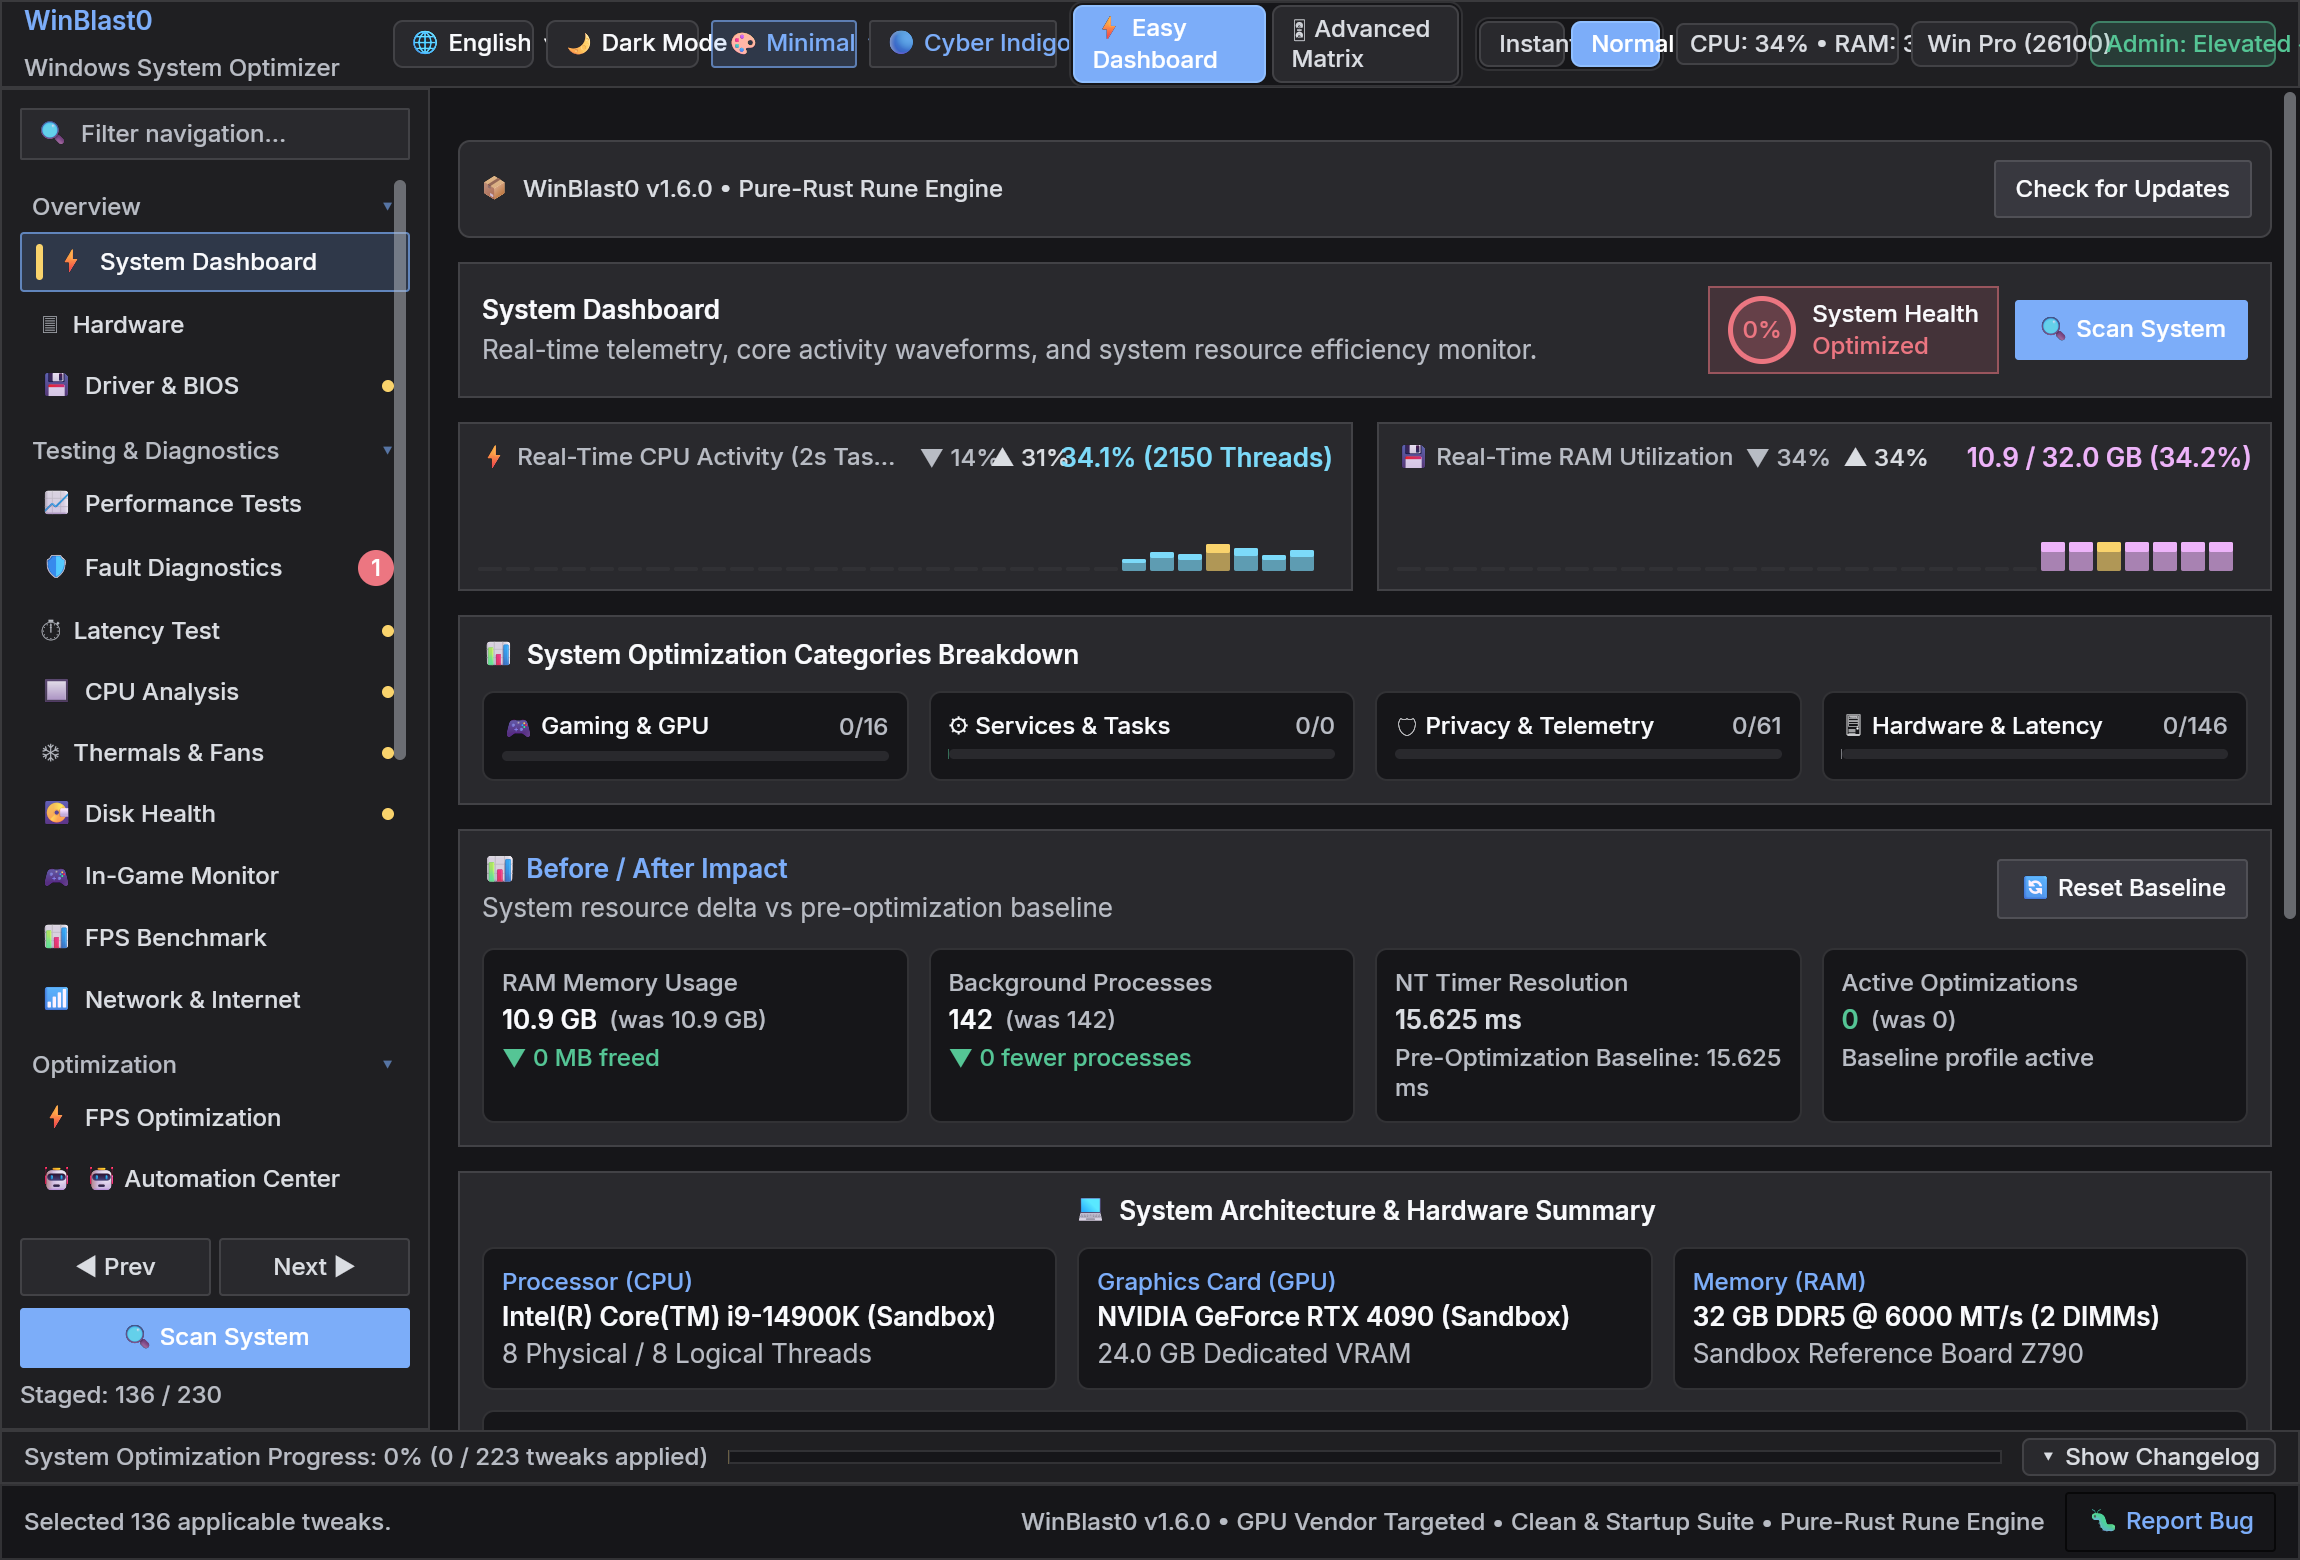 WinBlast0
Windows System Optimizer
English
Dark Mode
Minimal
Cyber Indigo
Easy
Dashboard
Advanced
Matrix
Instant
Normal
CPU: 34% • RAM: 3
Win Pro (26100)
Admin: Elevated
Filter navigation...
Overview
System Dashboard
Hardware
Driver & BIOS
Testing & Diagnostics
Performance Tests
Fault Diagnostics
1
Latency Test
CPU Analysis
Thermals & Fans
Disk Health
In-Game Monitor
FPS Benchmark
Network & Internet
Optimization
FPS Optimization
Automation Center
◀ Prev
Next ▶
Scan System
Staged: 136 / 230
WinBlast0 v1.6.0 • Pure-Rust Rune Engine
Check for Updates
System Dashboard
Real-time telemetry, core activity waveforms, and system resource efficiency monitor.
0%
System Health
Optimized
Scan System
Real-Time CPU Activity (2s Tas... ▼ 14% ▲ 31% 34.1% (2150 Threads)
Real-Time RAM Utilization ▼ 34% ▲ 34% 10.9 / 32.0 GB (34.2%)
System Optimization Categories Breakdown
Gaming & GPU 0/16
Services & Tasks 0/0
Privacy & Telemetry 0/61
Hardware & Latency 0/146
Before / After Impact
System resource delta vs pre-optimization baseline
Reset Baseline
RAM Memory Usage
10.9 GB (was 10.9 GB)
▼ 0 MB freed
Background Processes
142 (was 142)
▼ 0 fewer processes
NT Timer Resolution
15.625 ms
Pre-Optimization Baseline: 15.625
ms
Active Optimizations
0 (was 0)
Baseline profile active
System Architecture & Hardware Summary
Processor (CPU)
Intel(R) Core(TM) i9-14900K (Sandbox)
8 Physical / 8 Logical Threads
Graphics Card (GPU)
NVIDIA GeForce RTX 4090 (Sandbox)
24.0 GB Dedicated VRAM
Memory (RAM)
32 GB DDR5 @ 6000 MT/s (2 DIMMs)
Sandbox Reference Board Z790
System Optimization Progress: 0% (0 / 223 tweaks applied)
▼ Show Changelog
Selected 136 applicable tweaks.
WinBlast0 v1.6.0 • GPU Vendor Targeted • Clean & Startup Suite • Pure-Rust Rune Engine
Report Bug